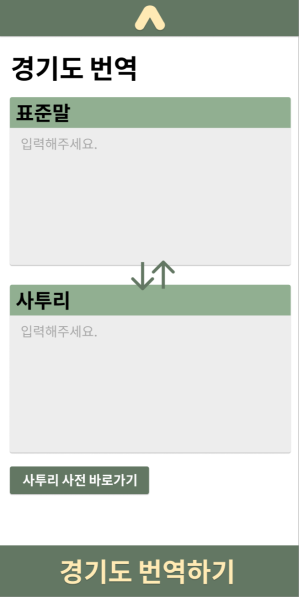 경기도 번역
표준말
입력해주세요.
사투리
입력해주세요.
사투리 사전 바로가기
경기도 번역하기